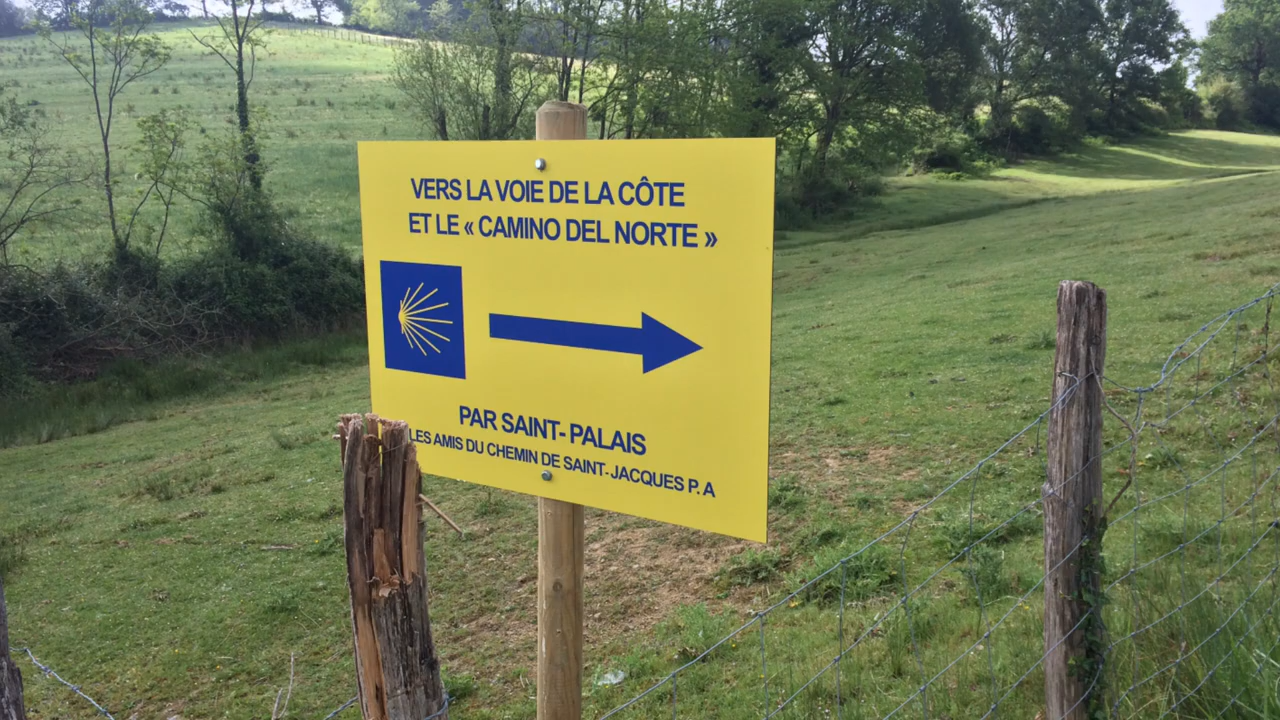 VERS LA VOIE DE LA CÔTE
ET LE « CAMINO DEL NORTE »
PAR SAINT-PALAIS
LES AMIS DU CHEMIN DE SAINT-JACQUES P.A